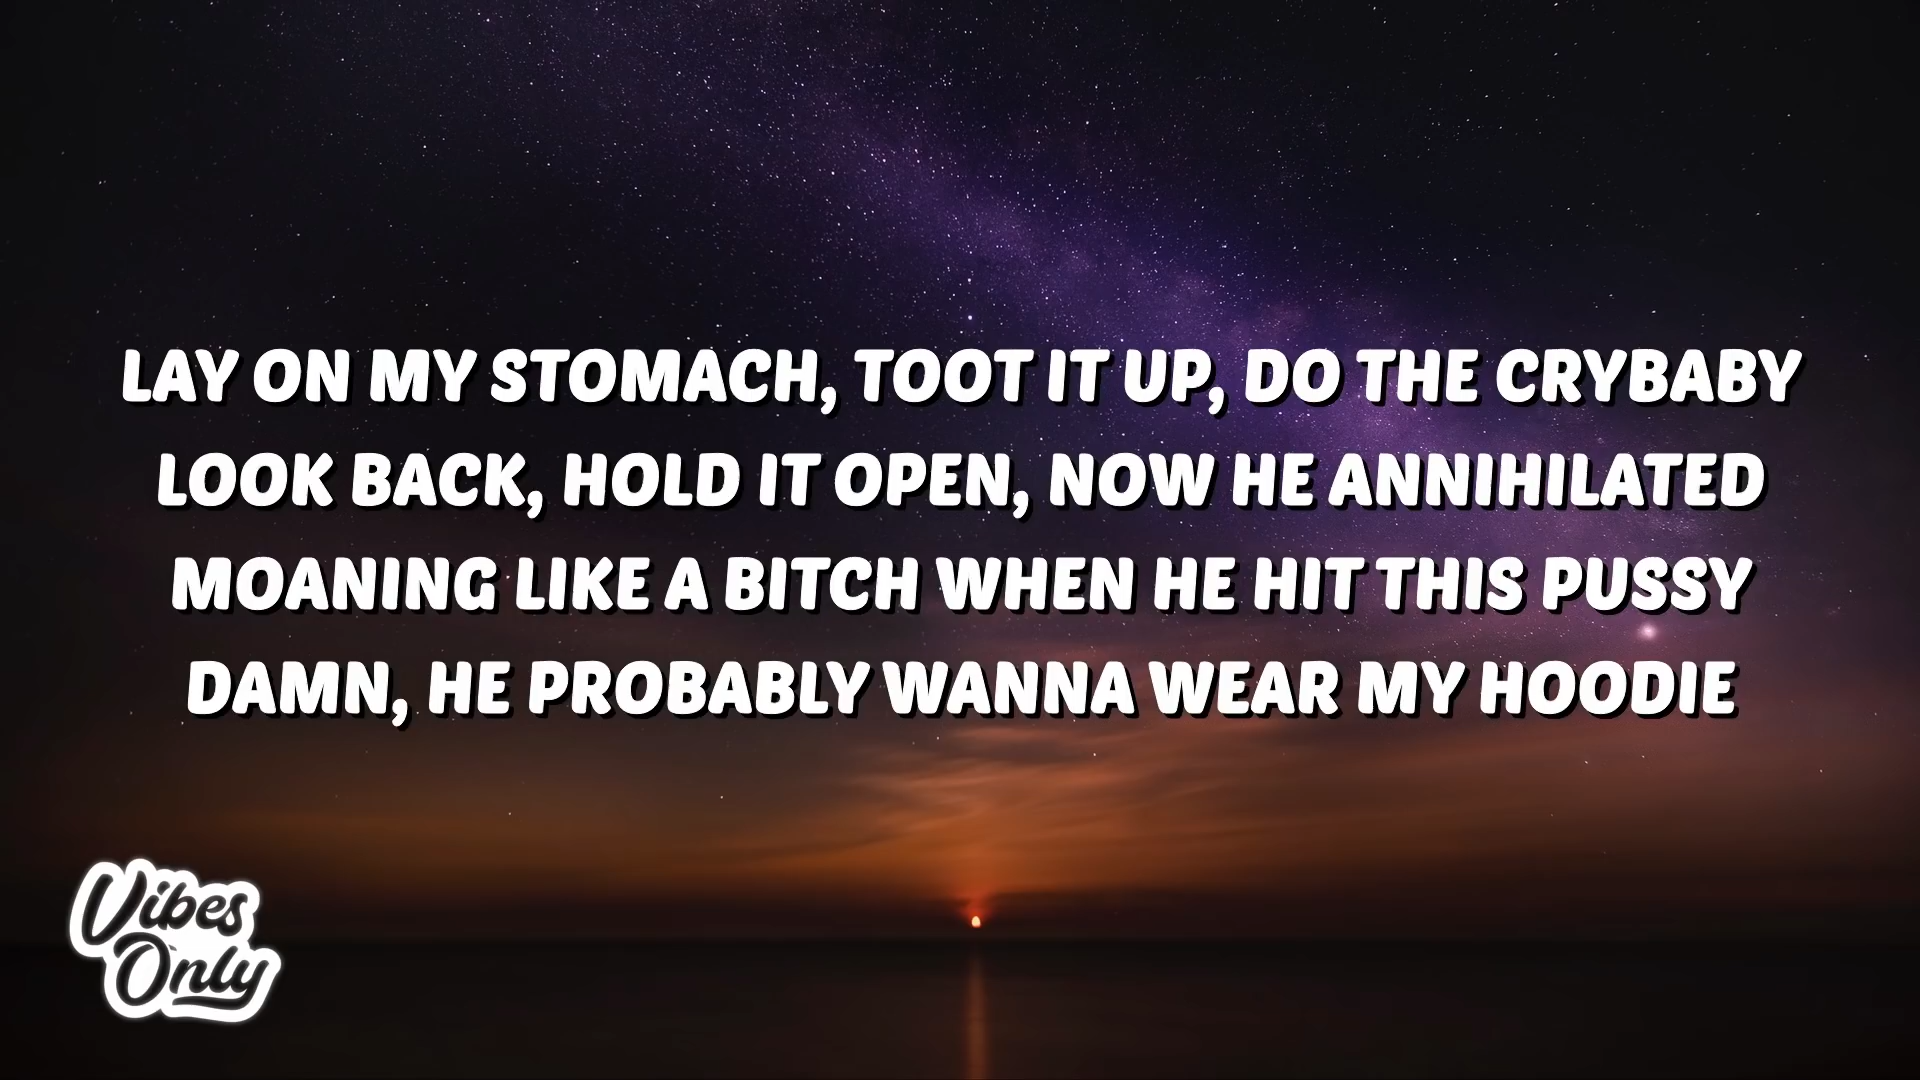 LAY ON MY STOMACH, TOOT IT UP, DO THE CRYBABY
LOOK BACK, HOLD IT OPEN, NOW HE ANNIHILATED
MOANING LIKE A BITCH WHEN HE HIT THIS PUSSY
DAMN, HE PROBABLY WANNA WEAR MY HOODIE
Vibes
Only